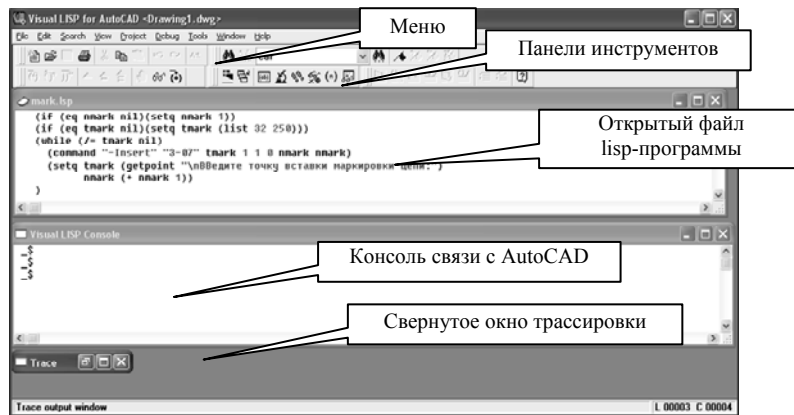 Visual LISP for AutoCAD <Drawing1.dwg>
File Edit Search View Project Debug Tools Window Help
Меню
Панели инструментов
mark.lsp
(if (eq nmark nil)(setq nmark 1))
(if (eq tmark nil)(setq tmark (list 32 250)))
(while (/= tmark nil)
(command "-Insert" "3-07" tmark 1 1 0 nmark nmark)
(setq tmark (getpoint "\nВведите точку вставки маркировки цепи: ")
nmark (+ nmark 1))
)
Открытый файл
lisp-программы
Visual LISP Console
_$
_$
_$
Консоль связи с AutoCAD
Свернутое окно трассировки
Trace
Trace output window
L 00003 C 00004